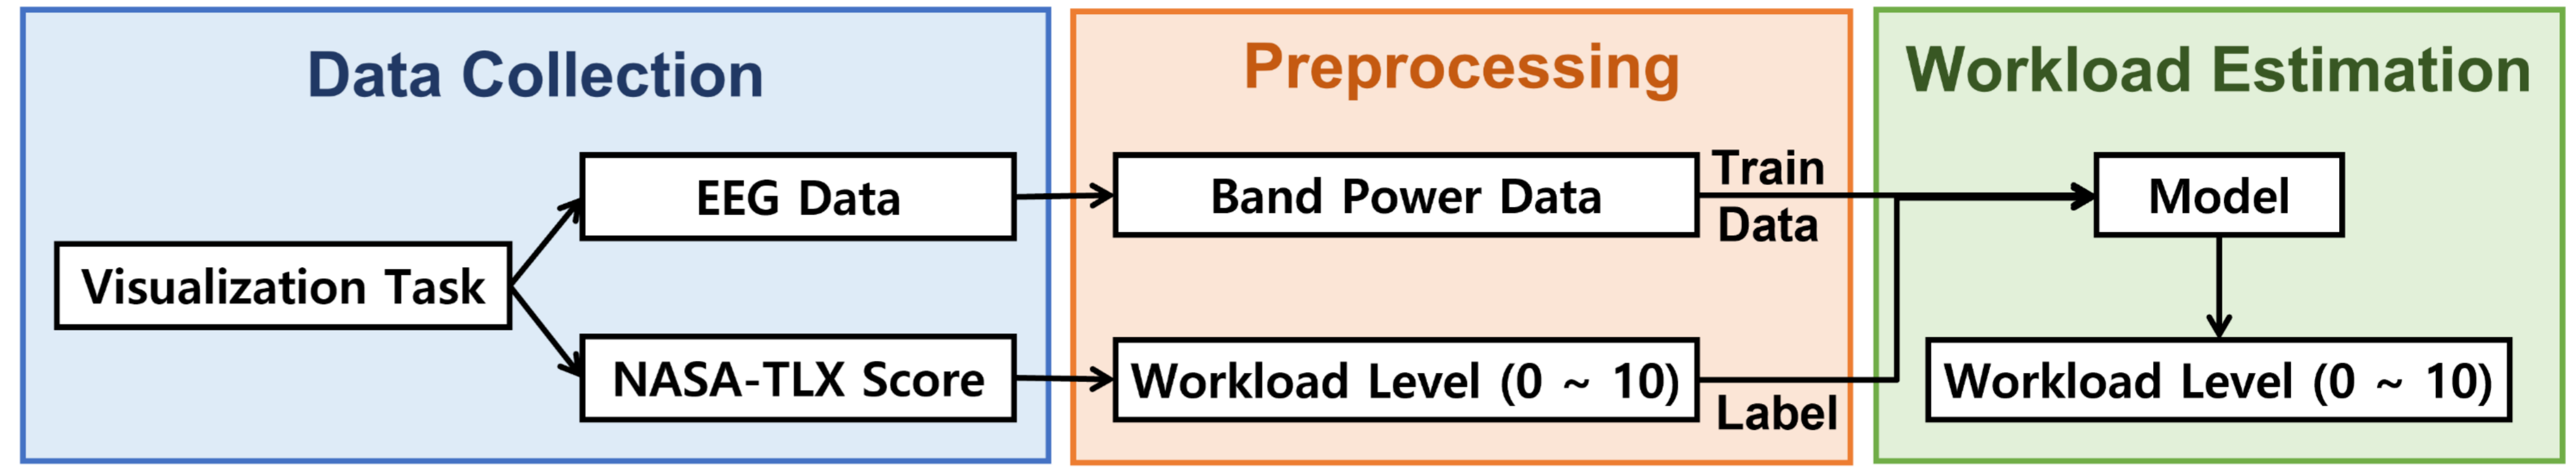 Data Collection
Visualization Task
EEG Data
NASA-TLX Score
Preprocessing
Band Power Data
Train
Data
Workload Level (0 ~ 10)
Label
Workload Estimation
Model
Workload Level (0 ~ 10)